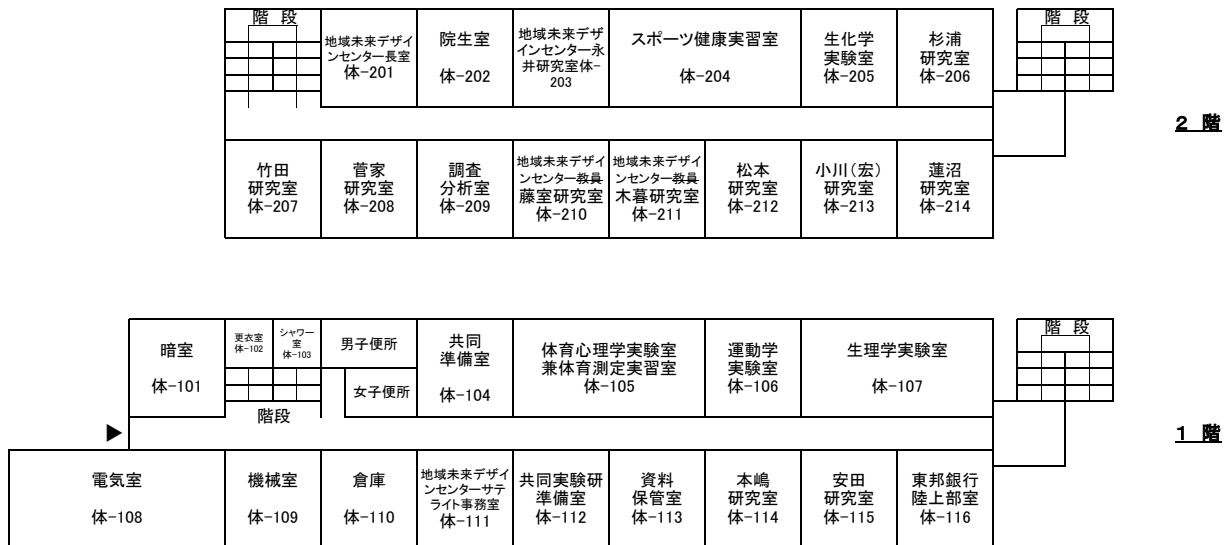 階 段
地域未来デザイ
ンセンター長室
体-201
院生室
体-202
地域未来デザ
インセンター永
井研究室体-
203
スポーツ健康実習室
体-204
生化学
実験室
体-205
杉浦
研究室
体-206
階 段
2 階
竹田
研究室
体-207
菅家
研究室
体-208
調査
分析室
体-209
地域未来デザイ
ンセンター教員
藤室研究室
体-210
地域未来デザイ
ンセンター教員
木暮研究室
体-211
松本
研究室
体-212
小川(宏)
研究室
体-213
蓮沼
研究室
体-214
暗室
体-101
更衣室
体-102
シャワー
室
体-103
男子便所
女子便所
階段
共同
準備室
体-104
体育心理学実験室
兼体育測定実習室
体-105
運動学
実験室
体-106
生理学実験室
体-107
階 段
▶
1 階
電気室
体-108
機械室
体-109
倉庫
体-110
地域未来デザイ
ンセンターサテ
ライト事務室
体-111
共同実験研
準備室
体-112
資料
保管室
体-113
本嶋
研究室
体-114
安田
研究室
体-115
東邦銀行
陸上部室
体-116